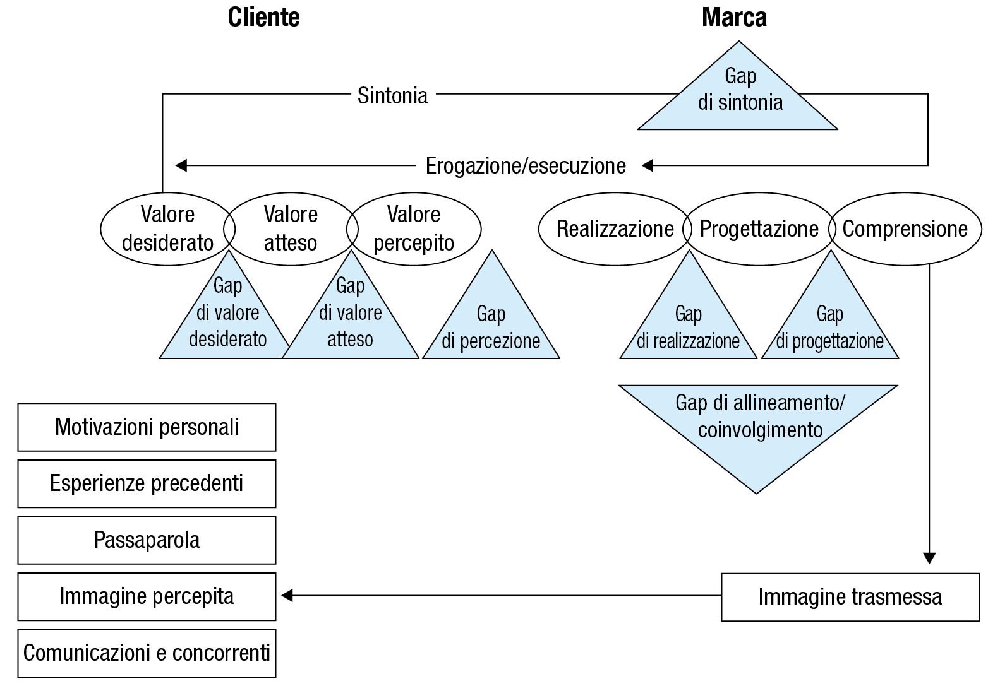 Cliente
Marca
Gap
di sintonia
Sintonia
Erogazione/esecuzione
Valore
desiderato
Valore
atteso
Valore
percepito
Realizzazione
Progettazione
Comprensione
Gap
di valore
desiderato
Gap
di valore
atteso
Gap
di percezione
Gap
di realizzazione
Gap
di progettazione
Gap di allineamento/
coinvolgimento
Motivazioni personali
Esperienze precedenti
Passaparola
Immagine percepita
Immagine trasmessa
Comunicazioni e concorrenti